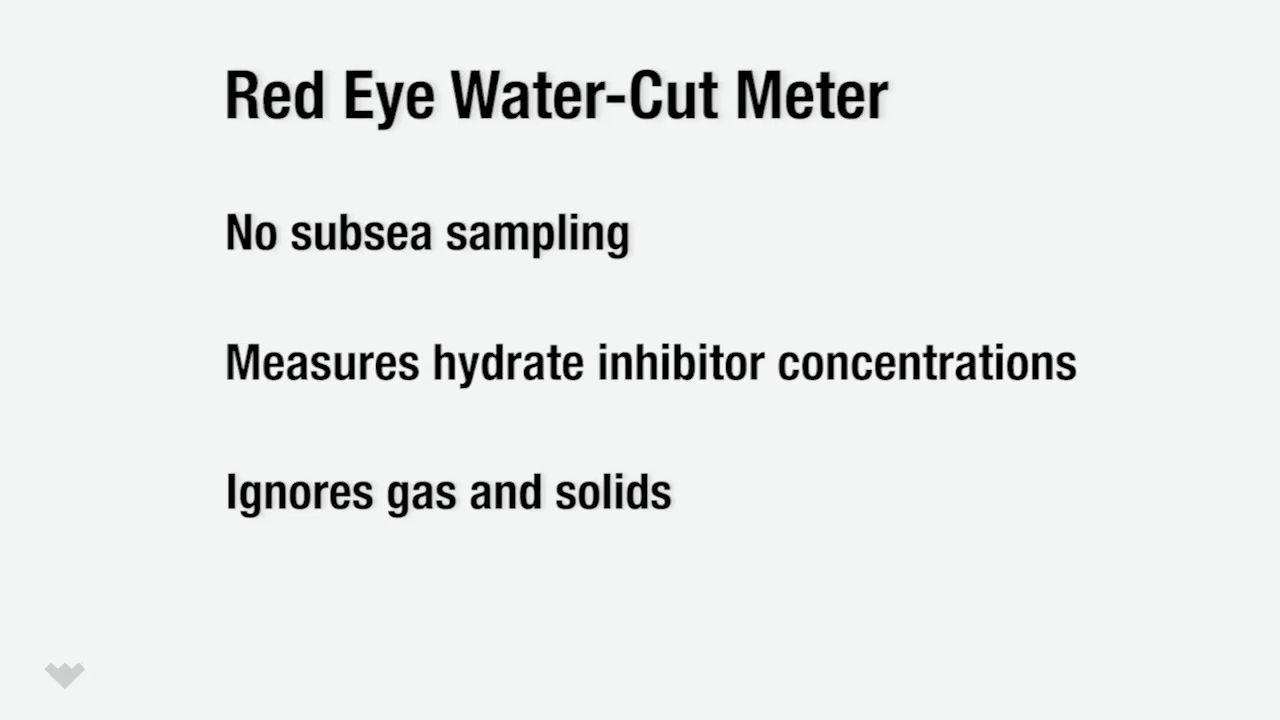 Red Eye Water-Cut Meter
No subsea sampling
Measures hydrate inhibitor concentrations
Ignores gas and solids